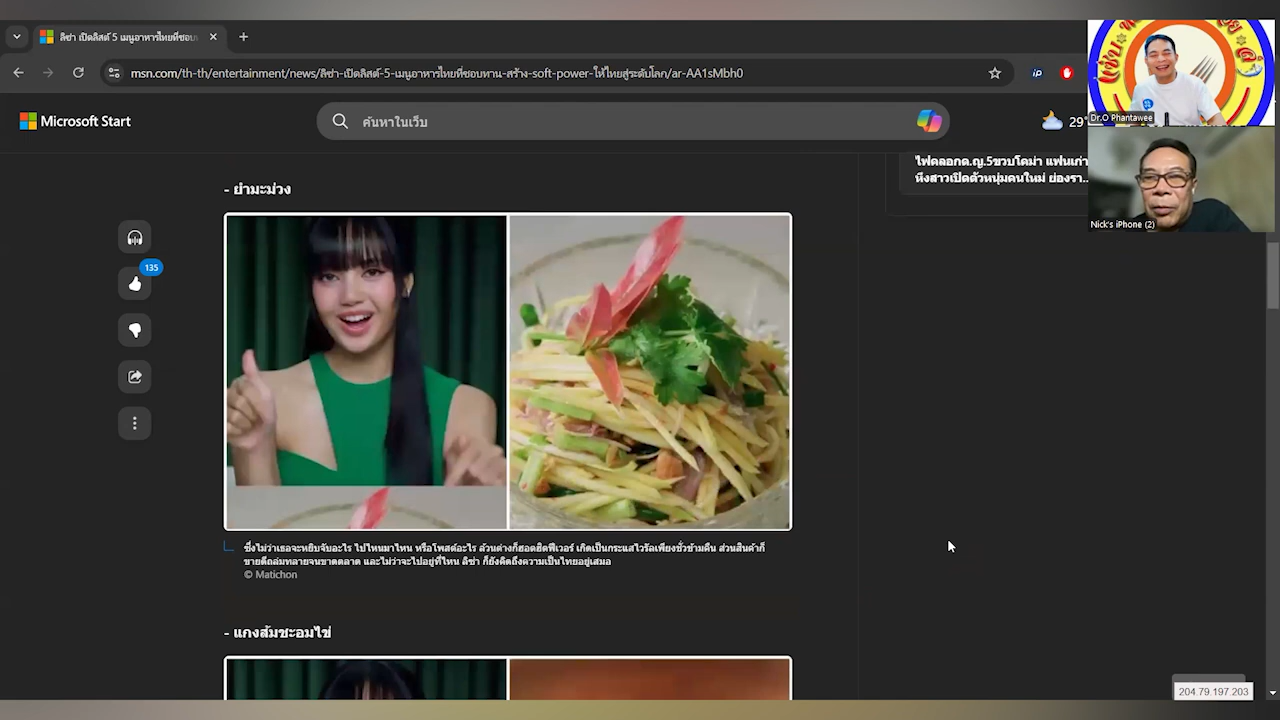 ลิซ่า เปิดลิสต์ 5 เมนูอาหารไทยที่ชอบท
msn.com/th-th/entertainment/news/ลิซ่า-เปิดลิสต์-5-เมนูอาหารไทยที่ชอบทาน-สร้าง-soft-power-ให้ไทยสู่ระดับโลก/ar-AA1sMbh0
iP
Microsoft Start
ค้นหาในเว็บ
29°
Dr.O Phantawee
Nick's iPhone (2)
ไฟคลอกด.ญ.5ขวบโคม่า แฟนเก่า
หึงสาวเปิดตัวหนุ่มคนใหม่ ย่องรา...
- ยำมะม่วง
135
ซึ่งไม่ว่าเธอจะหยิบจับอะไร ไปไหนมาไหน หรือโพสต์อะไร ล้วนต่างก็ฮอตฮิตฟีเวอร์ เกิดเป็นกระแสไวรัลเพียงชั่วข้ามคืน ส่วนสินค้าก็
ขายดีถล่มทลายจนขาดตลาด และไม่ว่าจะไปอยู่ที่ไหน ลิซ่า ก็ยังคิดถึงความเป็นไทยอยู่เสมอ
© Matichon
- แกงส้มชะอมไข่
204.79.197.203